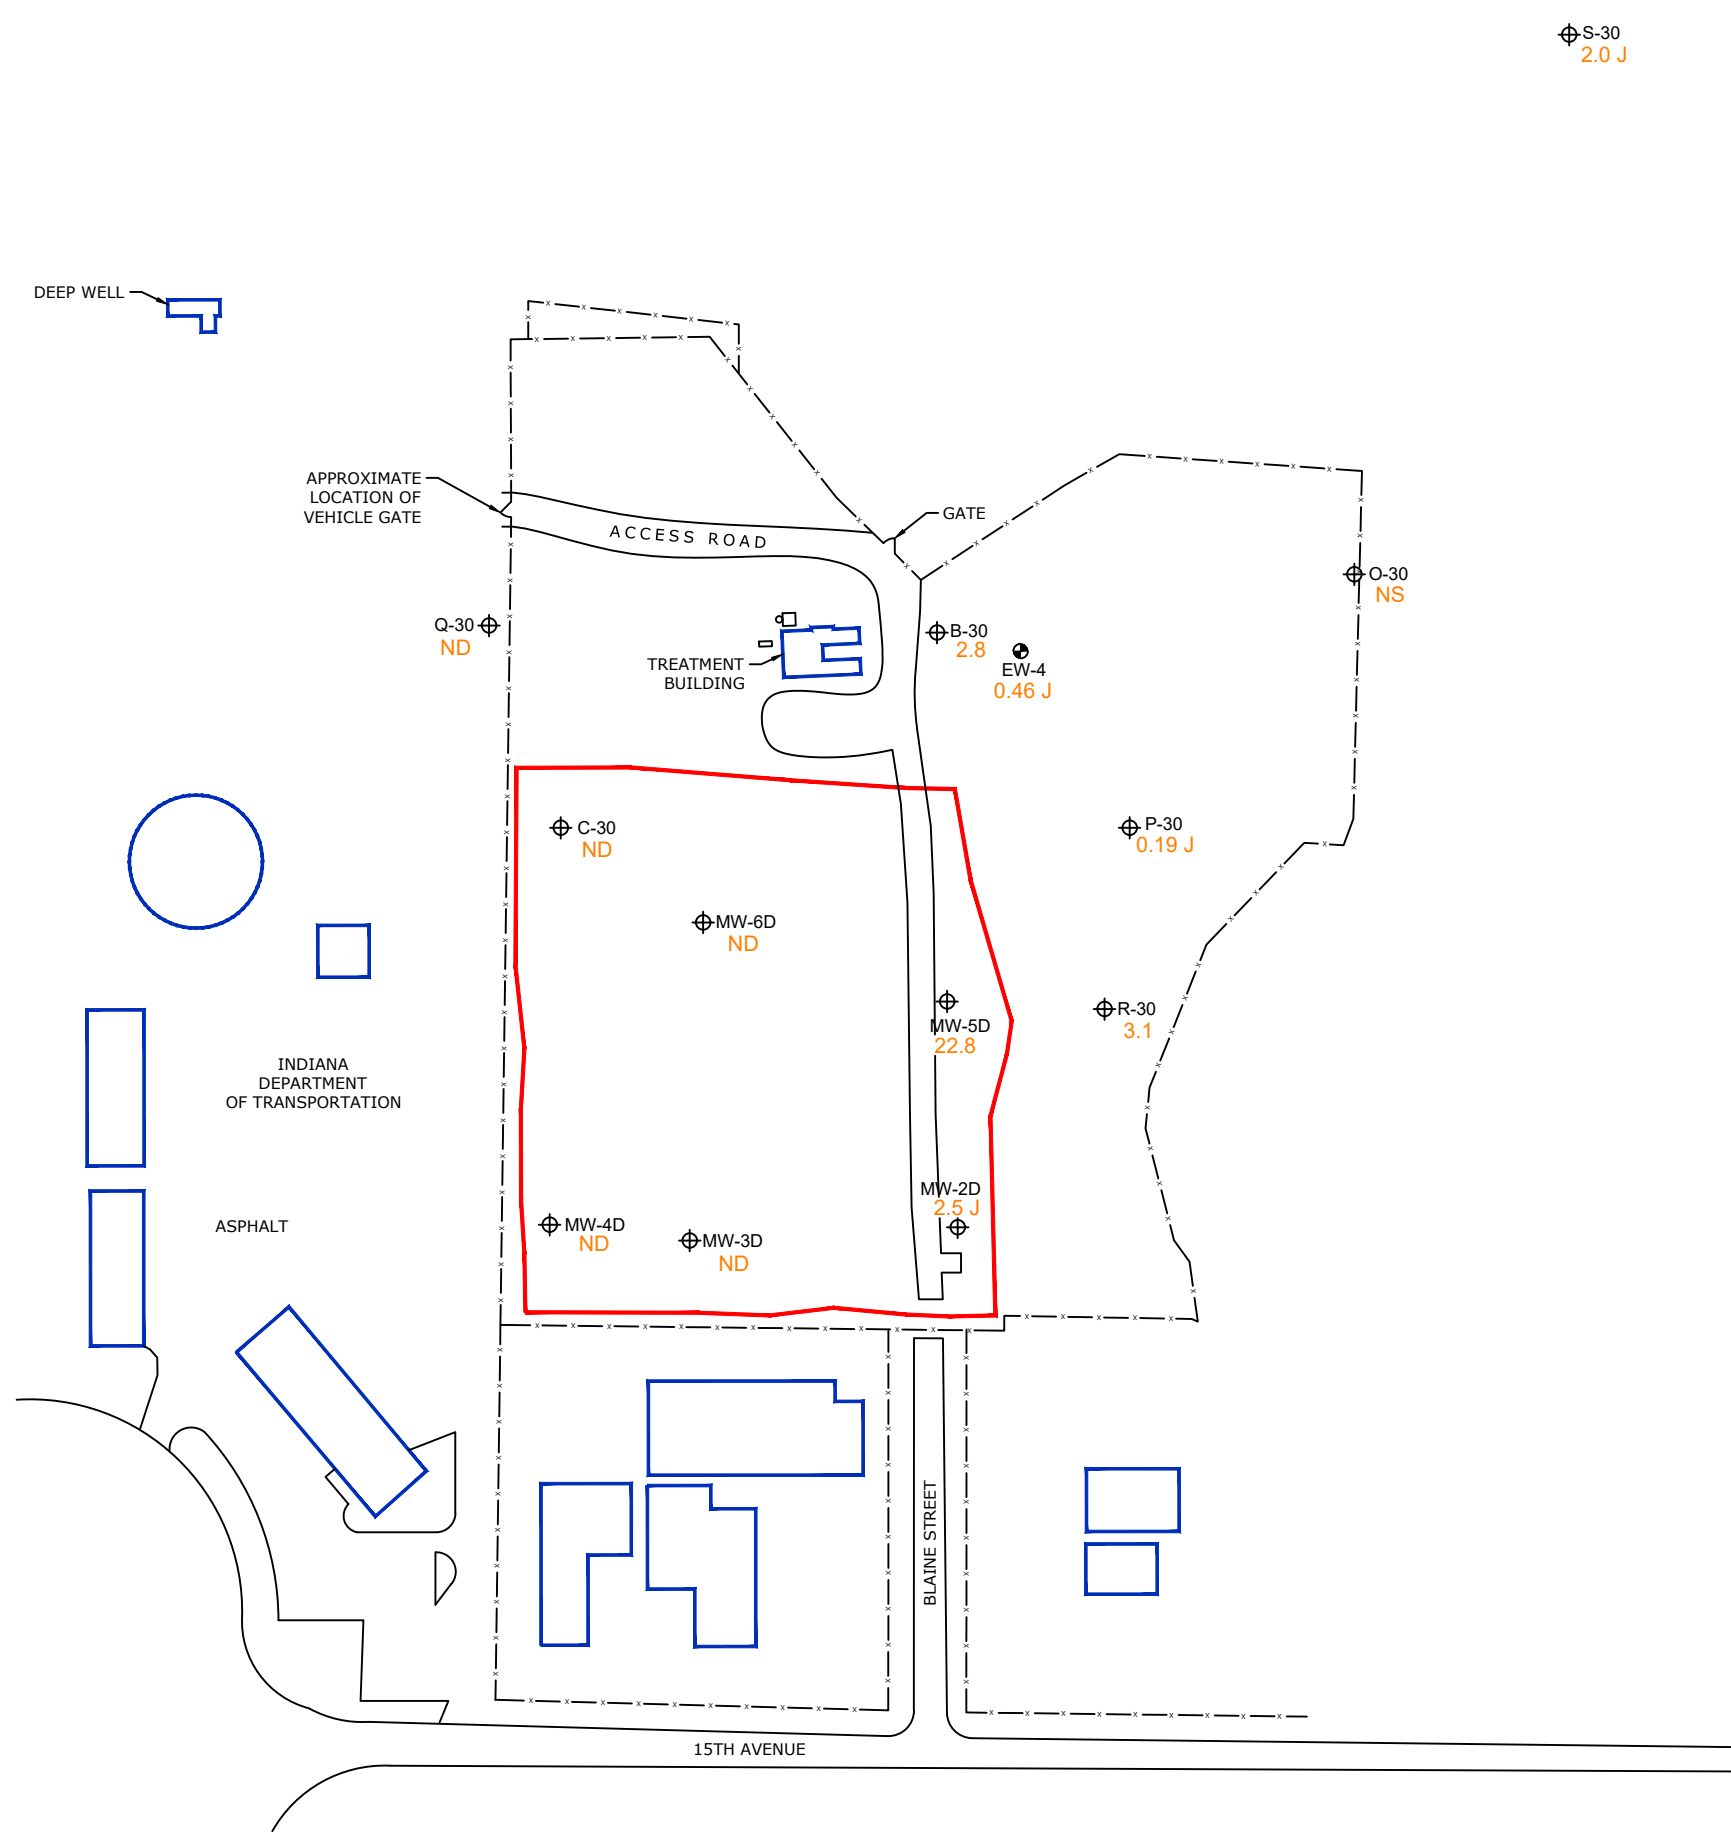 S-30
2.0 J
DEEP WELL
APPROXIMATE
LOCATION OF
VEHICLE GATE
ACCESS ROAD
GATE
O-30
NS
Q-30
ND
B-30
2.8
TREATMENT
BUILDING
EW-4
0.46 J
C-30
ND
P-30
0.19 J
MW-6D
ND
MW-5D
22.8
R-30
3.1
INDIANA
DEPARTMENT
OF TRANSPORTATION
MW-2D
2.5 J
ASPHALT
MW-4D
ND
MW-3D
ND
BLAINE STREET
15TH AVENUE